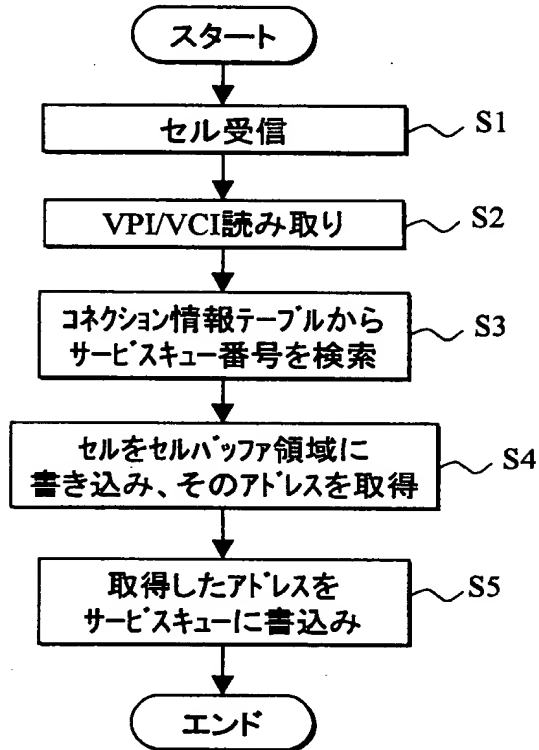 スタート
セル受信
S1
VPI/VCI読み取り
S2
コネクション情報テーブルから
サービスキュー番号を検索
S3
セルをセルバッファ領域に
書き込み、そのアドレスを取得
S4
取得したアドレスを
サービスキューに書込み
S5
エンド